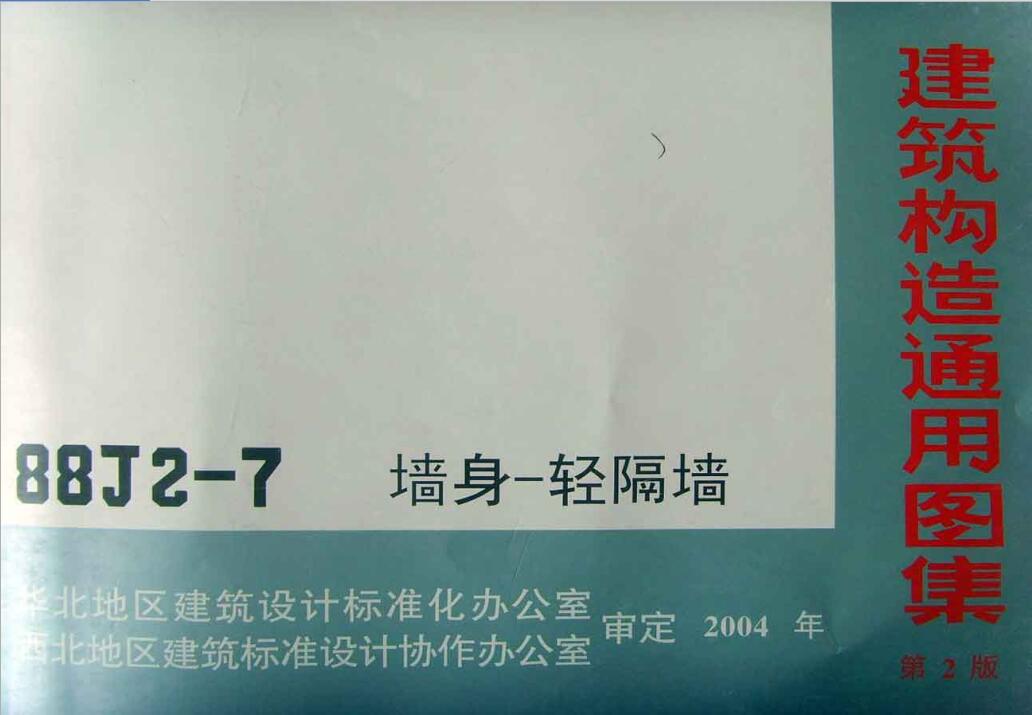 建筑构造通用图集
第 2 版
88J2-7 墙身-轻隔墙
华北地区建筑设计标准化办公室
西北地区建筑标准设计协作办公室
审定 2004 年